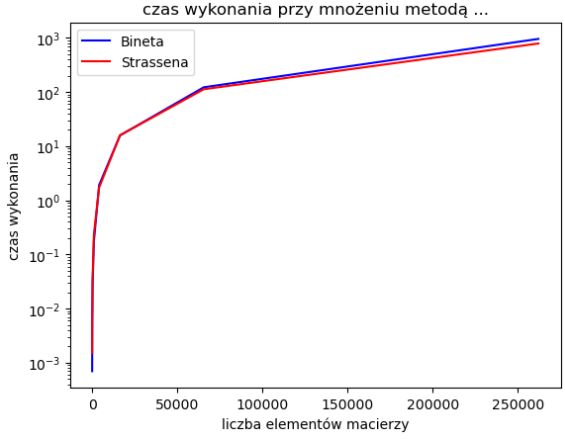 czas wykonania przy mnożeniu metodą ...
Bineta
Strassena
czas wykonania
10³
10²
10¹
10⁰
10⁻¹
10⁻²
10⁻³
0 50000 100000 150000 200000 250000
liczba elementów macierzy